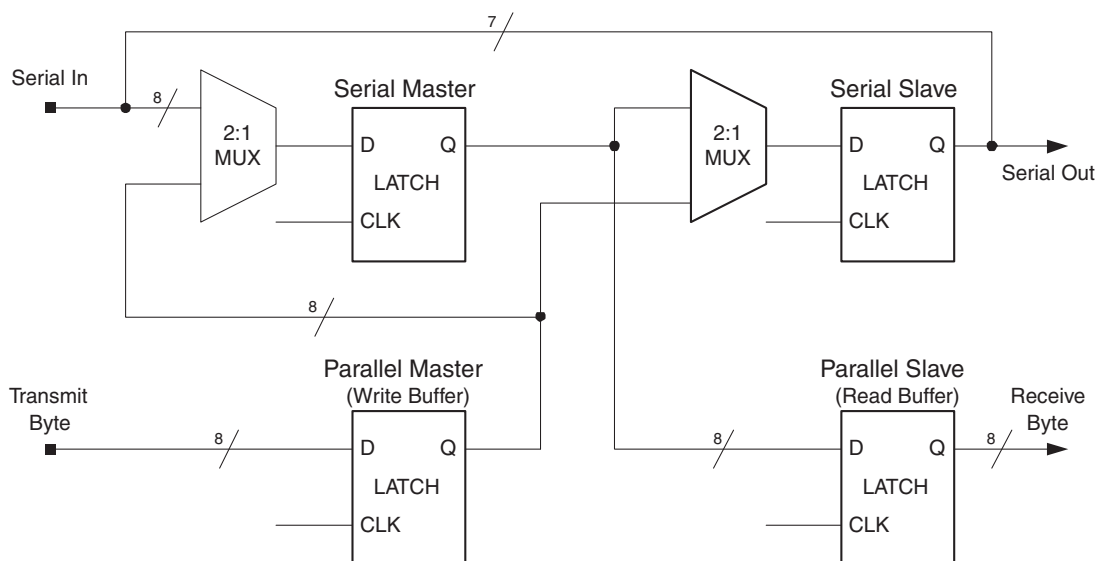 7
Serial In
8
2:1
MUX
Serial Master
D
Q
LATCH
CLK
2:1
MUX
Serial Slave
D
Q
LATCH
CLK
Serial Out
8
Transmit
Byte
8
Parallel Master
(Write Buffer)
D
Q
LATCH
CLK
8
Parallel Slave
(Read Buffer)
D
Q
LATCH
CLK
8
Receive
Byte